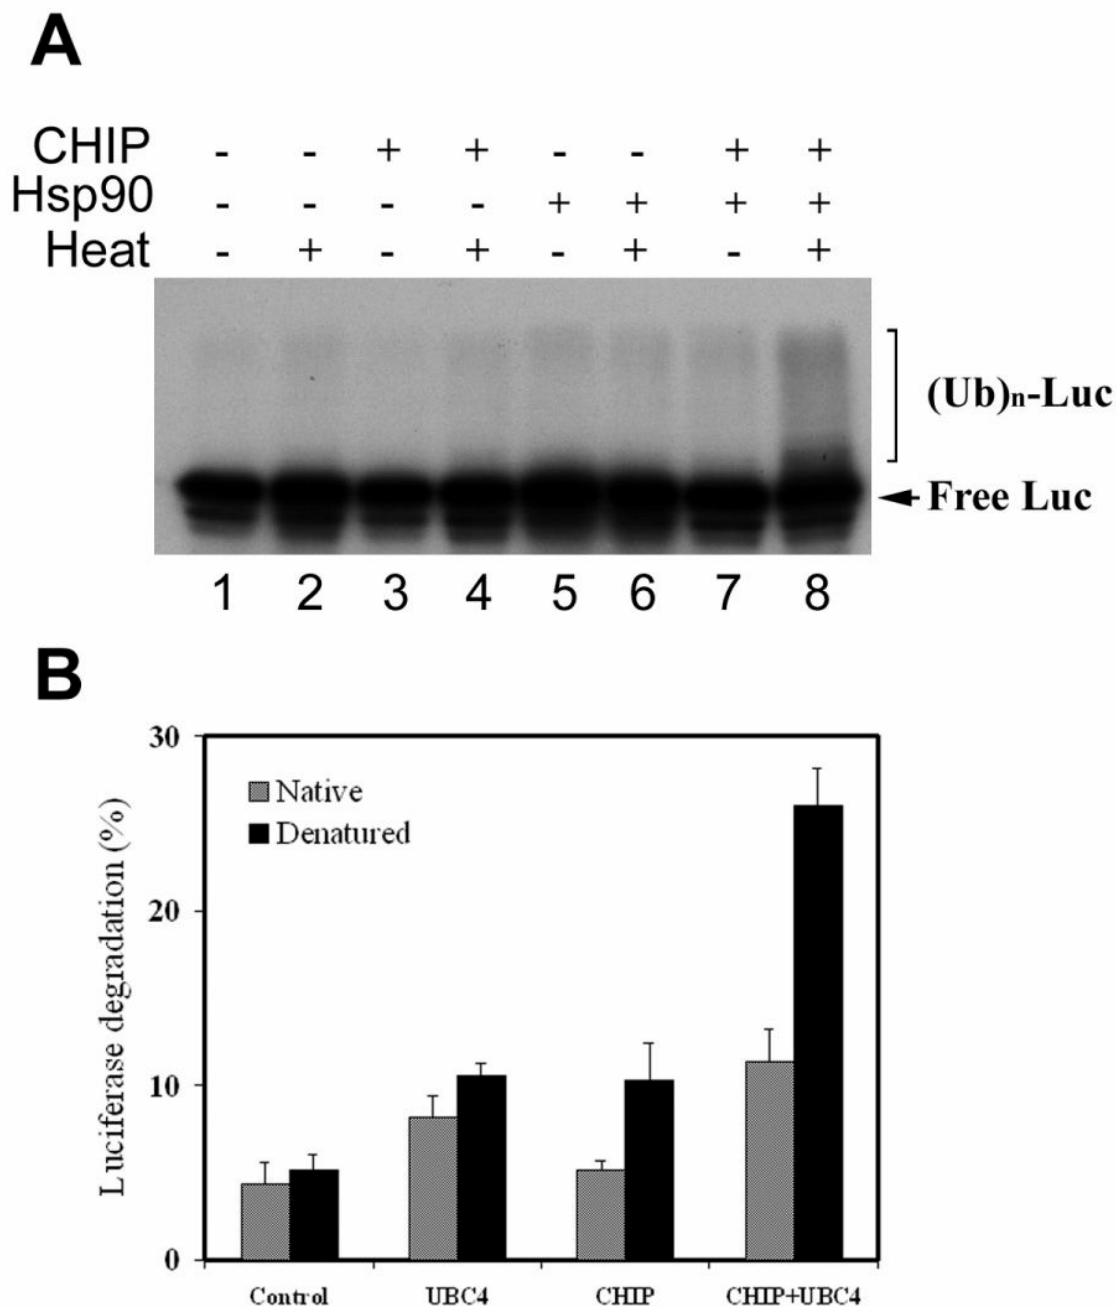 A
CHIP - - + + - - + +
Hsp90 - - - - + + + +
Heat - + - + - + - +
(Ub)n-Luc
Free Luc
1 2 3 4 5 6 7 8
B
30
Native
Denatured
20
10
0
Luciferase degradation (%)
Control UBC4 CHIP CHIP+UBC4